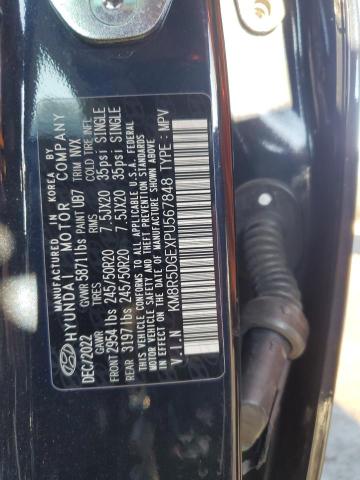 MANUFACTURED IN KOREA BY
HYUNDAI MOTOR COMPANY
DEC/2022 GVWR 5871lbs PAINT UB7 TRIM NVX
GAWR TIRES RIMS COLD TIRE INFL.
FRONT 2954 lbs 245/50R20 7.5JX20 35psi SINGLE
REAR 3197 lbs 245/50R20 7.5JX20 35psi SINGLE
THIS VEHICLE CONFORMS TO ALL APPLICABLE FEDERAL
MOTOR VEHICLE SAFETY, BUMPER AND THEFT PREVENTION STANDARDS
IN EFFECT ON THE DATE OF MANUFACTURE SHOWN ABOVE
V.I.N KM8R5DGEXPU567848 TYPE: MPV